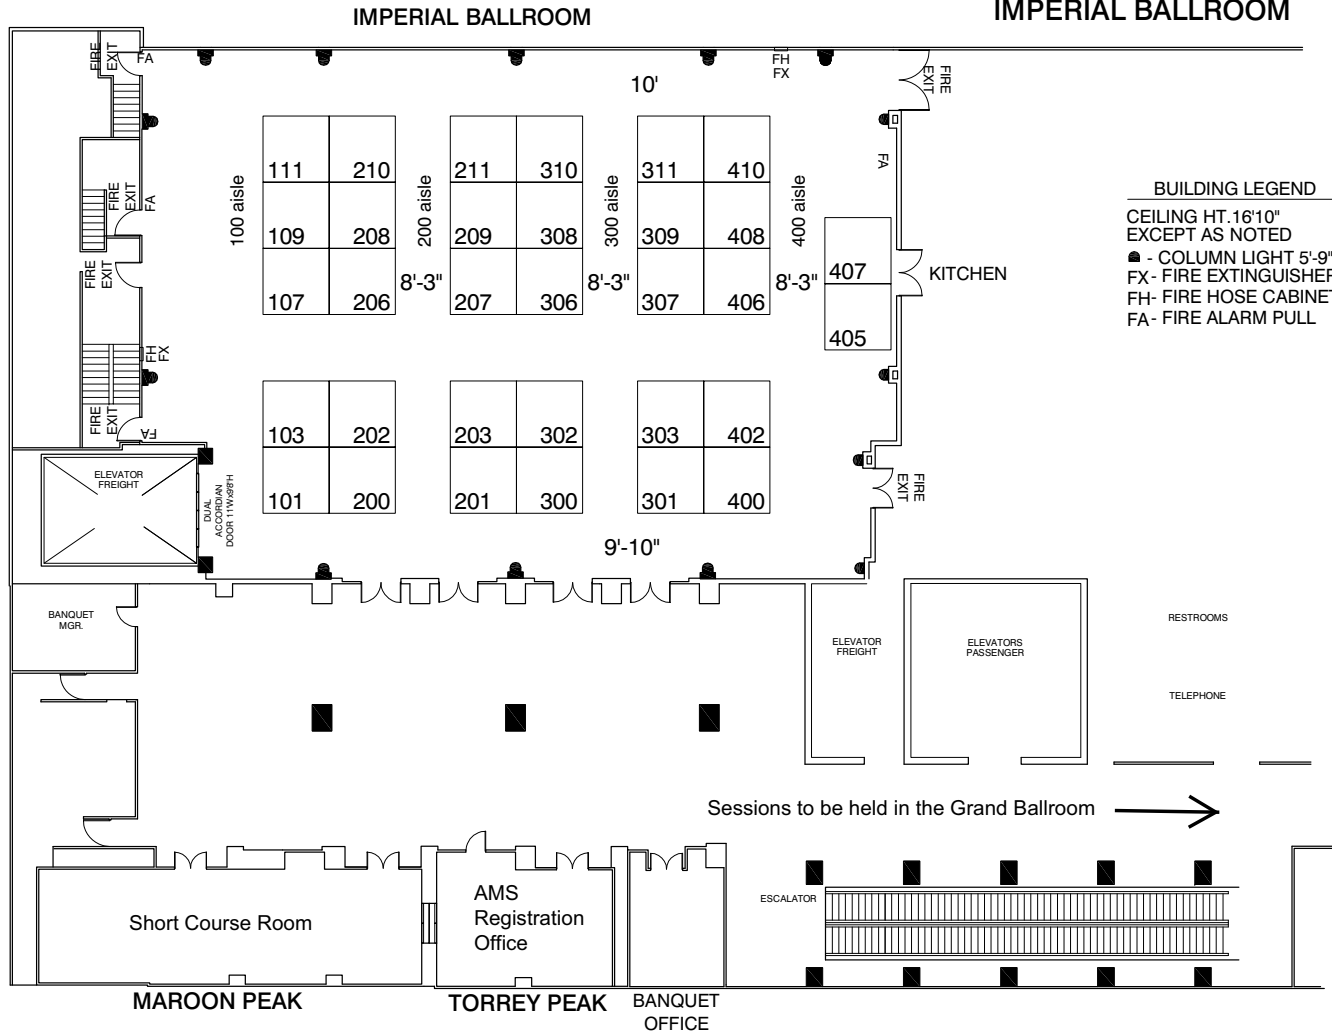 IMPERIAL BALLROOM
IMPERIAL BALLROOM
FIRE
EXIT
FA
FH
FX
FIRE
EXIT
10'
111 210 211 310 311 410
FA
100 aisle
200 aisle
300 aisle
400 aisle
FIRE
EXIT
FA
109 208 209 308 309 408
BUILDING LEGEND
CEILING HT.16'10"
EXCEPT AS NOTED
- COLUMN LIGHT 5'-9"
FX- FIRE EXTINGUISHER
FH- FIRE HOSE CABINET
FA- FIRE ALARM PULL
FIRE
EXIT
8'-3" 8'-3" 8'-3"
407
KITCHEN
107 206 207 306 307 406
405
FH
FX
FIRE
EXIT
FA
103 202 203 302 303 402
ELEVATOR
FREIGHT
DUAL
ACCORDIAN
DOOR 11'Wx9'8"H
101 200 201 300 301 400
FIRE
EXIT
9'-10"
BANQUET
MGR.
ELEVATOR
FREIGHT
ELEVATORS
PASSENGER
RESTROOMS
TELEPHONE
Sessions to be held in the Grand Ballroom
Short Course Room
AMS
Registration
Office
ESCALATOR
MAROON PEAK
TORREY PEAK
BANQUET
OFFICE